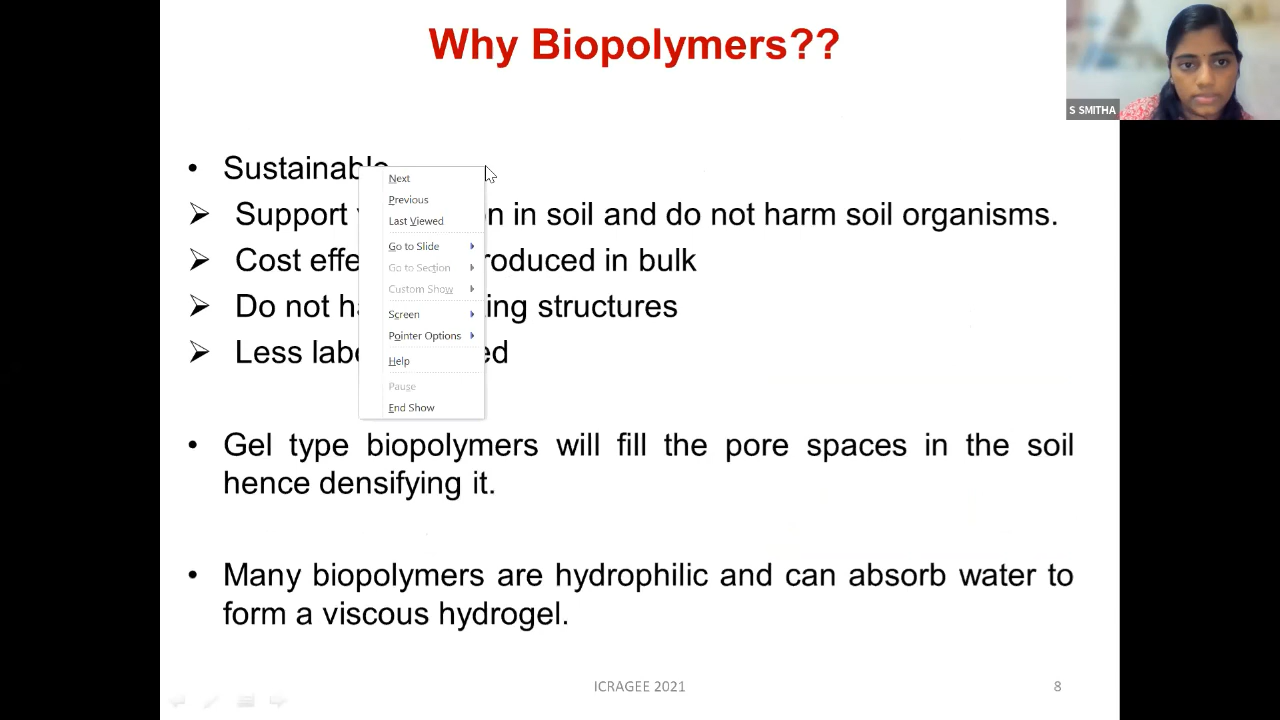 Why Biopolymers??
S SMITHA
• Sustainable
➢ Support on in soil and do not harm soil organisms.
➢ Cost roduced in bulk
➢ Do not ing structures
➢ Less ed
Next
Previous
Last Viewed
Go to Slide
Go to Section
Custom Show
Screen
Pointer Options
Help
Pause
End Show
• Gel type biopolymers will fill the pore spaces in the soil
hence densifying it.
• Many biopolymers are hydrophilic and can absorb water to
form a viscous hydrogel.
ICRAGEE 2021
8